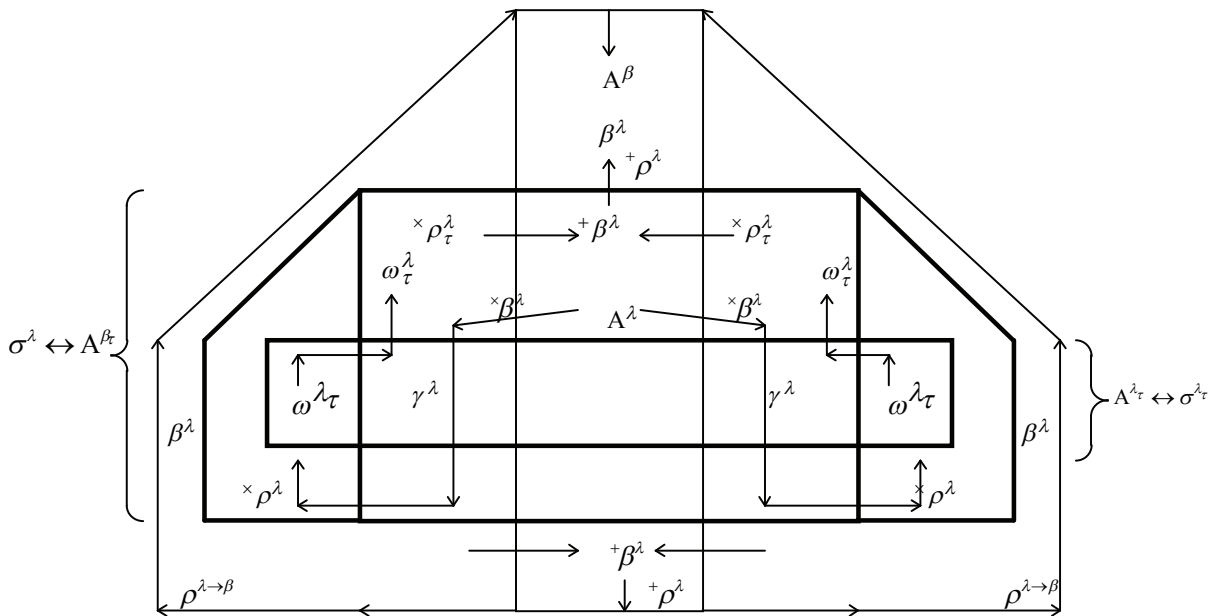 A^β
β^λ
⁺ρ^λ
ˣρ_τ^λ ⁺β^λ ˣρ_τ^λ
ω_τ^λ ω_τ^λ
ˣβ^λ A^λ ˣβ^λ
σ^λ ↔ A^{β_τ}
ω^{λ_τ} γ^λ γ^λ ω^{λ_τ} A^{λ_τ} ↔ σ^{λ_τ}
β^λ β^λ
ˣρ^λ ˣρ^λ
⁺β^λ
ρ^{λ→β} ⁺ρ^λ ρ^{λ→β}